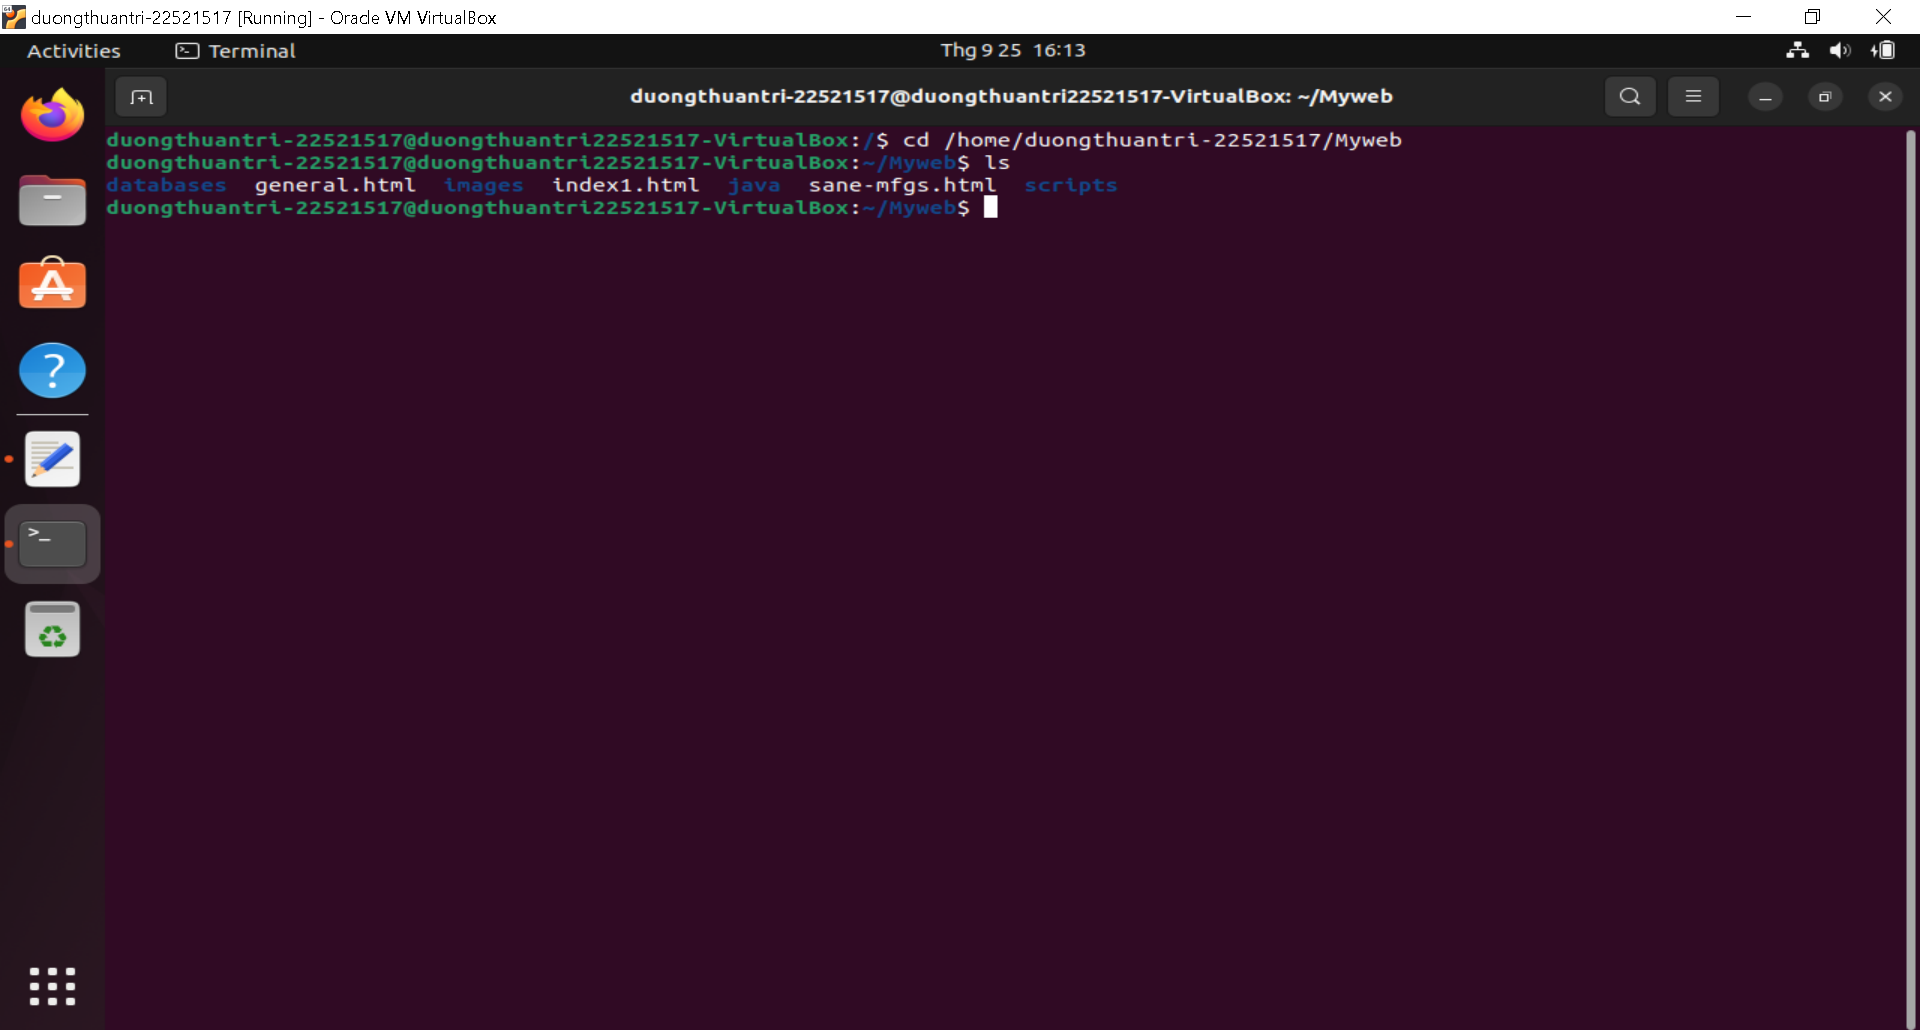 duongthuantri-22521517 [Running] - Oracle VM VirtualBox
Activities Terminal Thg 9 25 16:13
duongthuantri-22521517@duongthuantri22521517-VirtualBox: ~/Myweb
duongthuantri-22521517@duongthuantri22521517-VirtualBox:/$ cd /home/duongthuantri-22521517/Myweb
duongthuantri-22521517@duongthuantri22521517-VirtualBox:~/Myweb$ ls
databases general.html images index1.html java sane-mfgs.html scripts
duongthuantri-22521517@duongthuantri22521517-VirtualBox:~/Myweb$